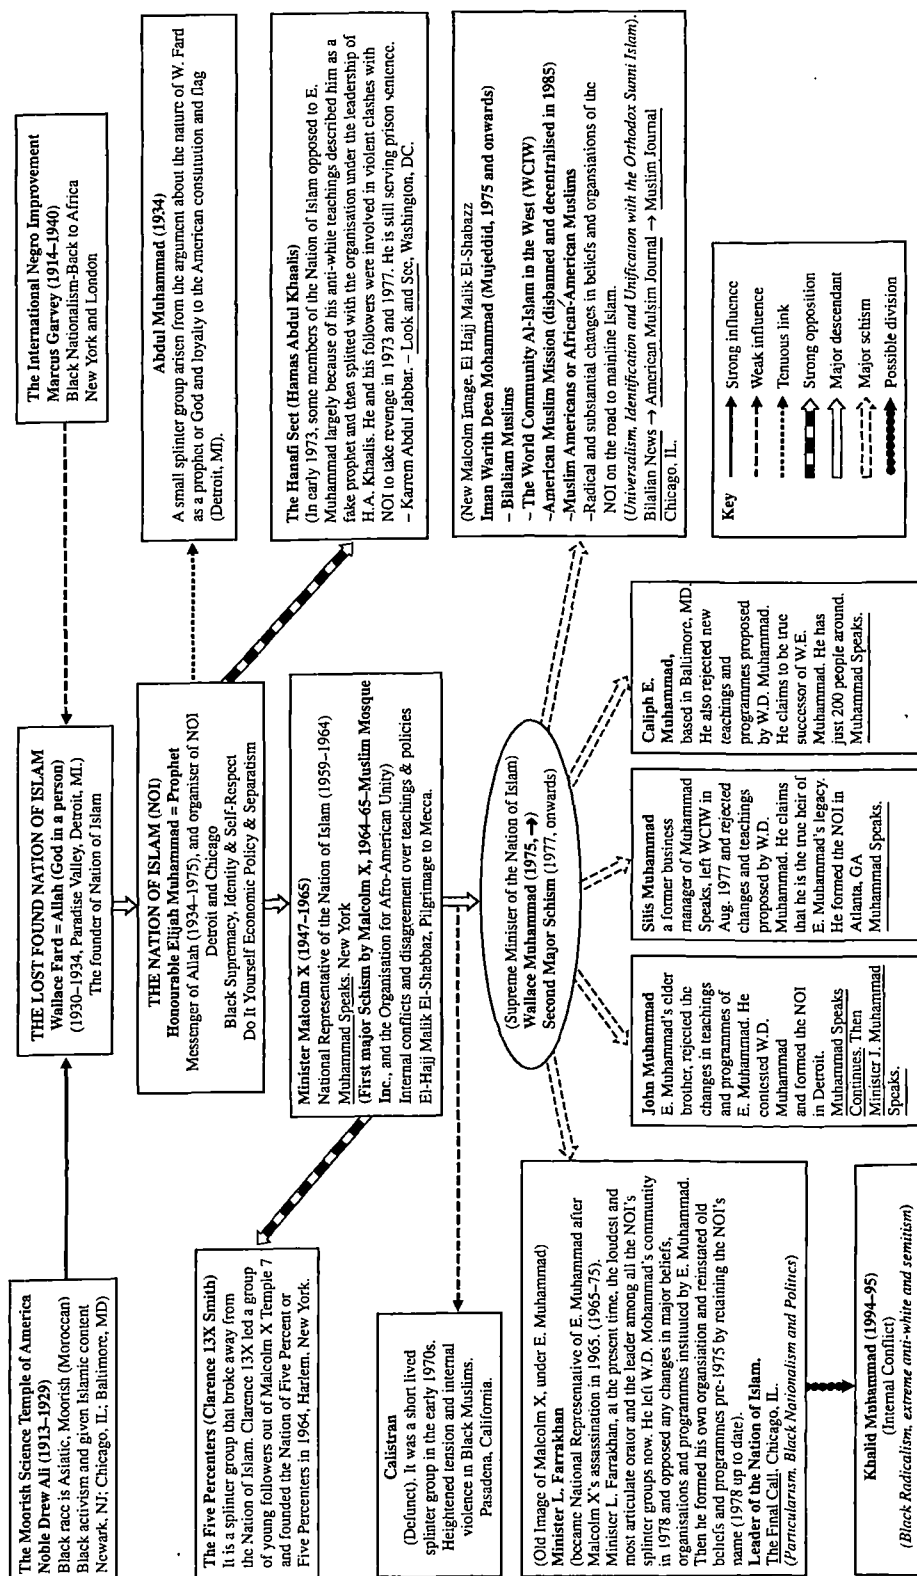 The Moorish Science Temple of America
Noble Drew Ali (1913–1929)
Black race is Asiatic, Moorish (Moroccan)
Black activism and given Islamic content
Newark, NJ; Chicago, IL; Baltimore, MD)
THE LOST FOUND NATION OF ISLAM
Wallace Fard = Allah (God in a person)
(1930–1934, Paradise Valley, Detroit, MI.)
The founder of Nation of Islam
The International Negro Improvement
Marcus Garvey (1914–1940)
Black Nationalism-Back to Africa
New York and London
THE NATION OF ISLAM (NOI)
Honourable Elijah Muhammad = Prophet
Messenger of Allah (1934–1975), and organiser of NOI
Detroit and Chicago
Black Supremacy, Identity & Self-Respect
Do It Yourself Economic Policy & Separatism
Abdul Muhammad (1934)
A small splinter group arisen from the argument about the nature of W. Fard
as a prophet or God and loyalty to the American constitution and flag
(Detroit, MI).
The Five Percenters (Clarence 13X Smith)
It is a splinter group that broke away from
the Nation of Islam. Clarence 13X led a group
of young followers out of Malcolm X Temple 7
and founded the Nation of Five Percent or
Five Percenters in 1964, Harlem, New York.
Minister Malcolm X (1947–1965)
National Representative of the Nation of Islam (1959–1964)
Muhammad Speaks. New York
(First major Schism by Malcolm X, 1964–65–Muslim Mosque
Inc., and the Organisation for Afro-American Unity)
Internal conflicts and disagreement over teachings & policies
El-Hajj Malik El-Shabbaz, Pilgrimage to Mecca.
The Hanafi Sect (Hamas Abdul Khaalis)
(In early 1973, some members of the Nation of Islam opposed to E.
Muhammad largely because of his anti-white teachings described him as a
fake prophet and then splitted with the organisation under the leadership of
H.A. Khaalis. He and his followers were involved in violent clashes with
NOI to take revenge in 1973 and 1977. He is still serving prison sentence.
– Karrem Abdul Jabbar. – Look and See, Washington, DC.
Calistran
(Defunct). It was a short lived
splinter group in the early 1970s.
Heightened tension and internal
violence in Black Muslims.
Pasadena, California.
(Supreme Minister of the Nation of Islam)
Wallace Muhammad (1975, →)
Second Major Schism (1977, onwards)
(New Malcolm Image, El Hajj Malik El-Shabazz
Iman Warith Deen Mohammad (Mujeddid, 1975 and onwards)
– Bilaliam Muslims
– The World Community Al-Islam in the West (WCIW)
–American Muslim Mission (disbanned and decentralised in 1985)
–Muslim Americans or African-American Muslims
–Radical and substantial changes in beliefs and organsiations of the
NOI on the road to mainline Islam.
(Universalism, Identification and Unification with the Orthodox Sunni Islam).
Bilalian News → American Mulsim Journal → Muslim Journal
Chicago, IL.
(Old Image of Malcolm X, under E. Muhammad)
Minister L. Farrakhan
(became National Represintative of E. Muhammad after
Malcolm X's assassination in 1965. (1965–75).
Minister L. Farrakhan, at the present time, the loudest and
most articulate orator and the leader among all the NOI's
splinter groups now. He left W.D. Mohammad's community
in 1978 and opposed any changes in major beliefs,
organisations and programmes instituted by E. Muhammad.
Then he formed his own organsiation and reinstated old
beliefs and programmes pre-1975 by retaining the NOI's
name (1978 up to date).
Leader of the Nation of Islam.
The Final Call: Chicago, IL.
(Particularism, Black Nationalism and Politics)
John Muhammad
E. Muhammad's elder
brother, rejected the
changes in teachings
and programmes of
E. Muhammad. He
contested W.D.
Muhammad
and formed the NOI
in Detroit.
Muhammad Speaks
Continues, Then
Minister J. Muhammad
Speaks.
Silis Muhammad
a former business
manager of Muhammad
Speaks, left WCTW in
Aug. 1977 and rejected
changes and teachings
proposed by W.D.
Muhammad. He claims
that he is the true heir of
E. Muhammad's legacy.
He formed the NOI in
Atlanta, GA
Muhammad Speaks.
Caliph E.
Muhammad,
based in Baltimore, MD.
He also rejected new
teachings and
programmes proposed
by W.D. Muhammad.
He claims to be true
successor of W.E.
Muhammad. He has
just 200 people around.
Muhammad Speaks.
Khalid Muhammad (1994–95)
(Internal Conflict)
(Black Radicalism, extreme anti-white and semitism)
Key
Strong influence
Weak influence
Tenuous link
Strong opposition
Major descendant
Major schism
Possible division